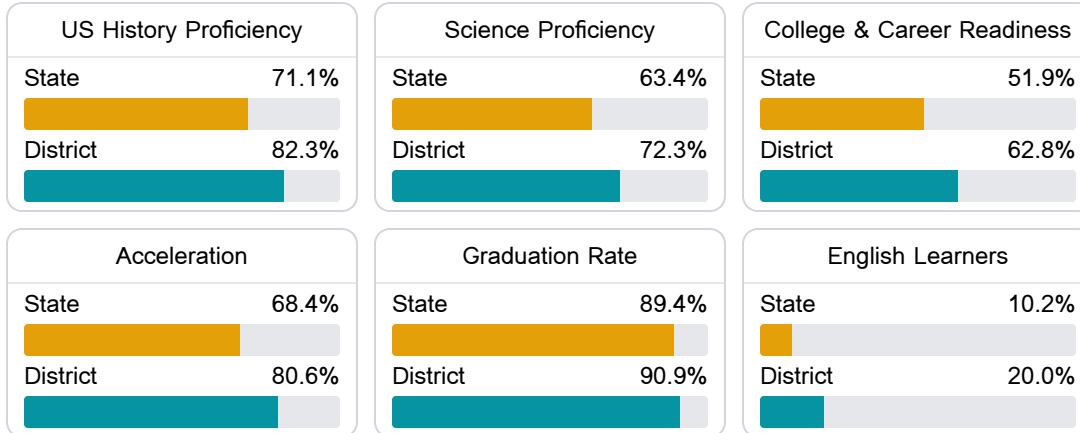 US History Proficiency
State 71.1%
District 82.3%
Science Proficiency
State 63.4%
District 72.3%
College & Career Readiness
State 51.9%
District 62.8%
Acceleration
State 68.4%
District 80.6%
Graduation Rate
State 89.4%
District 90.9%
English Learners
State 10.2%
District 20.0%